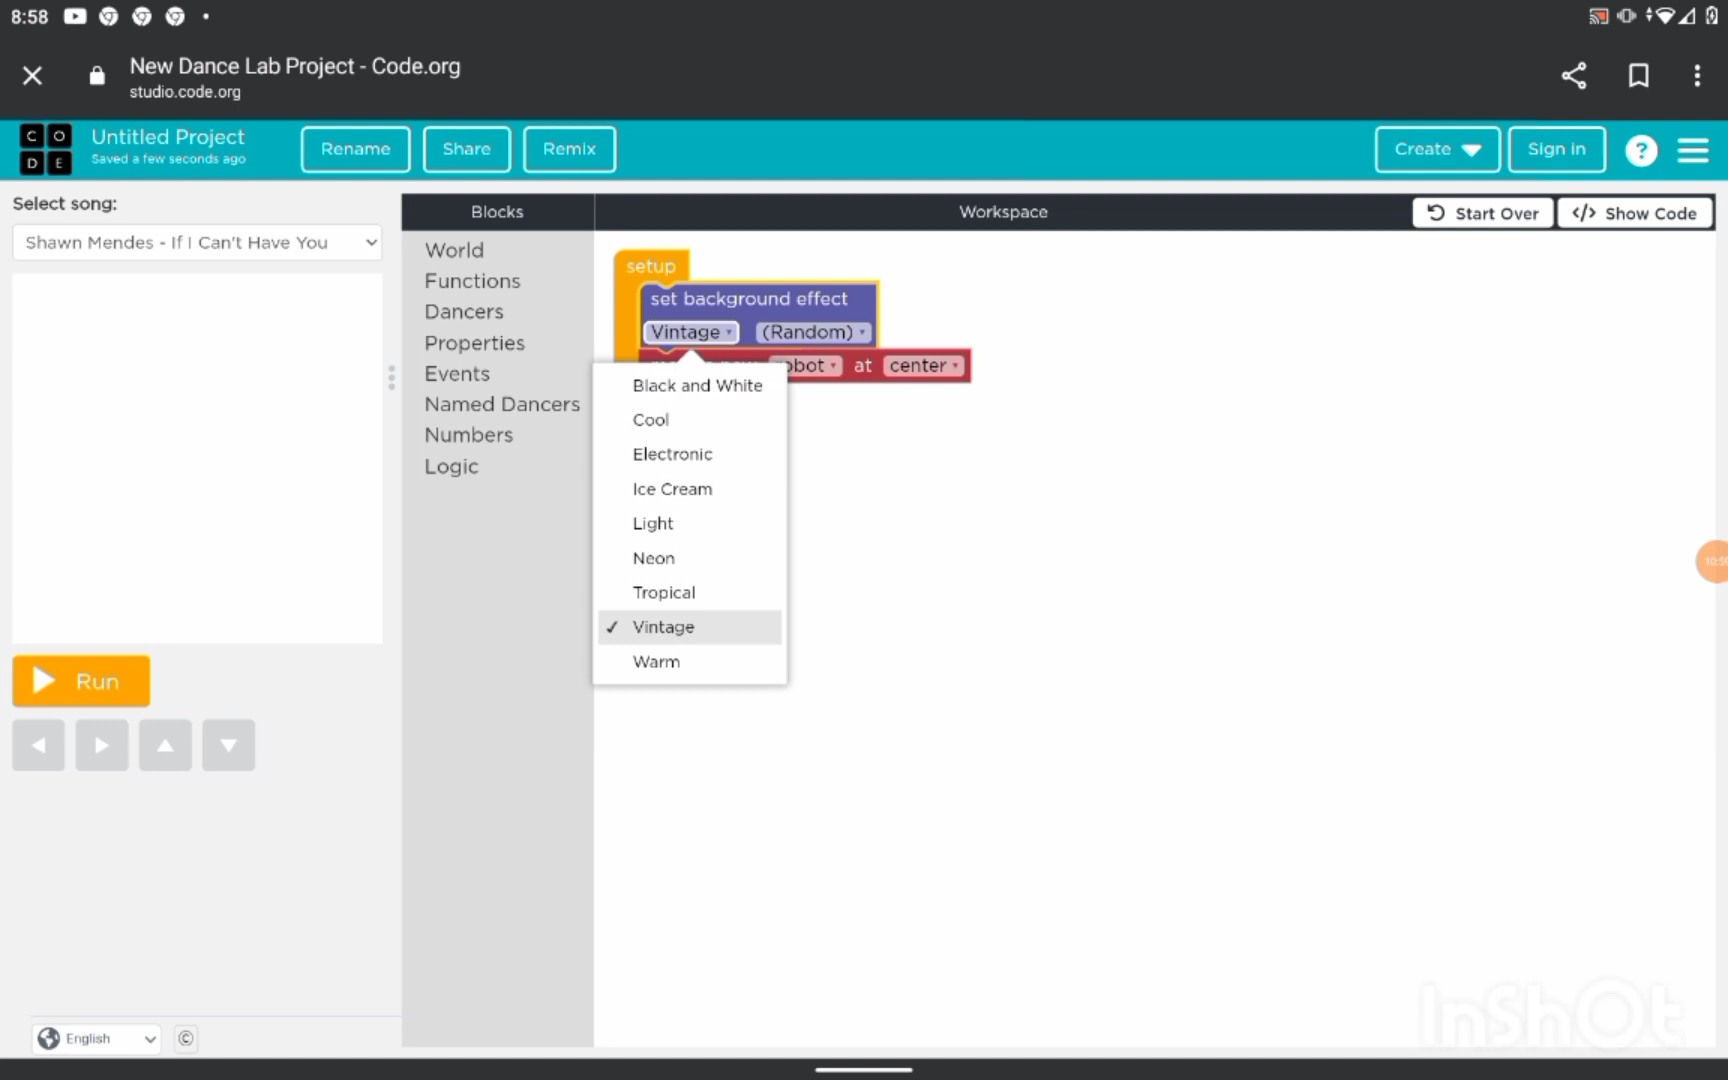 8:58
New Dance Lab Project - Code.org
studio.code.org
C O
D E
Untitled Project
Saved a few seconds ago
Rename
Share
Remix
Create
Sign in
?
Select song:
Shawn Mendes - If I Can't Have You
Run
Blocks
World
Functions
Dancers
Properties
Events
Named Dancers
Numbers
Logic
Workspace
Start Over
</> Show Code
setup
set background effect
Vintage (Random)
at center
Black and White
Cool
Electronic
Ice Cream
Light
Neon
Tropical
✓ Vintage
Warm
English
©
InShOt